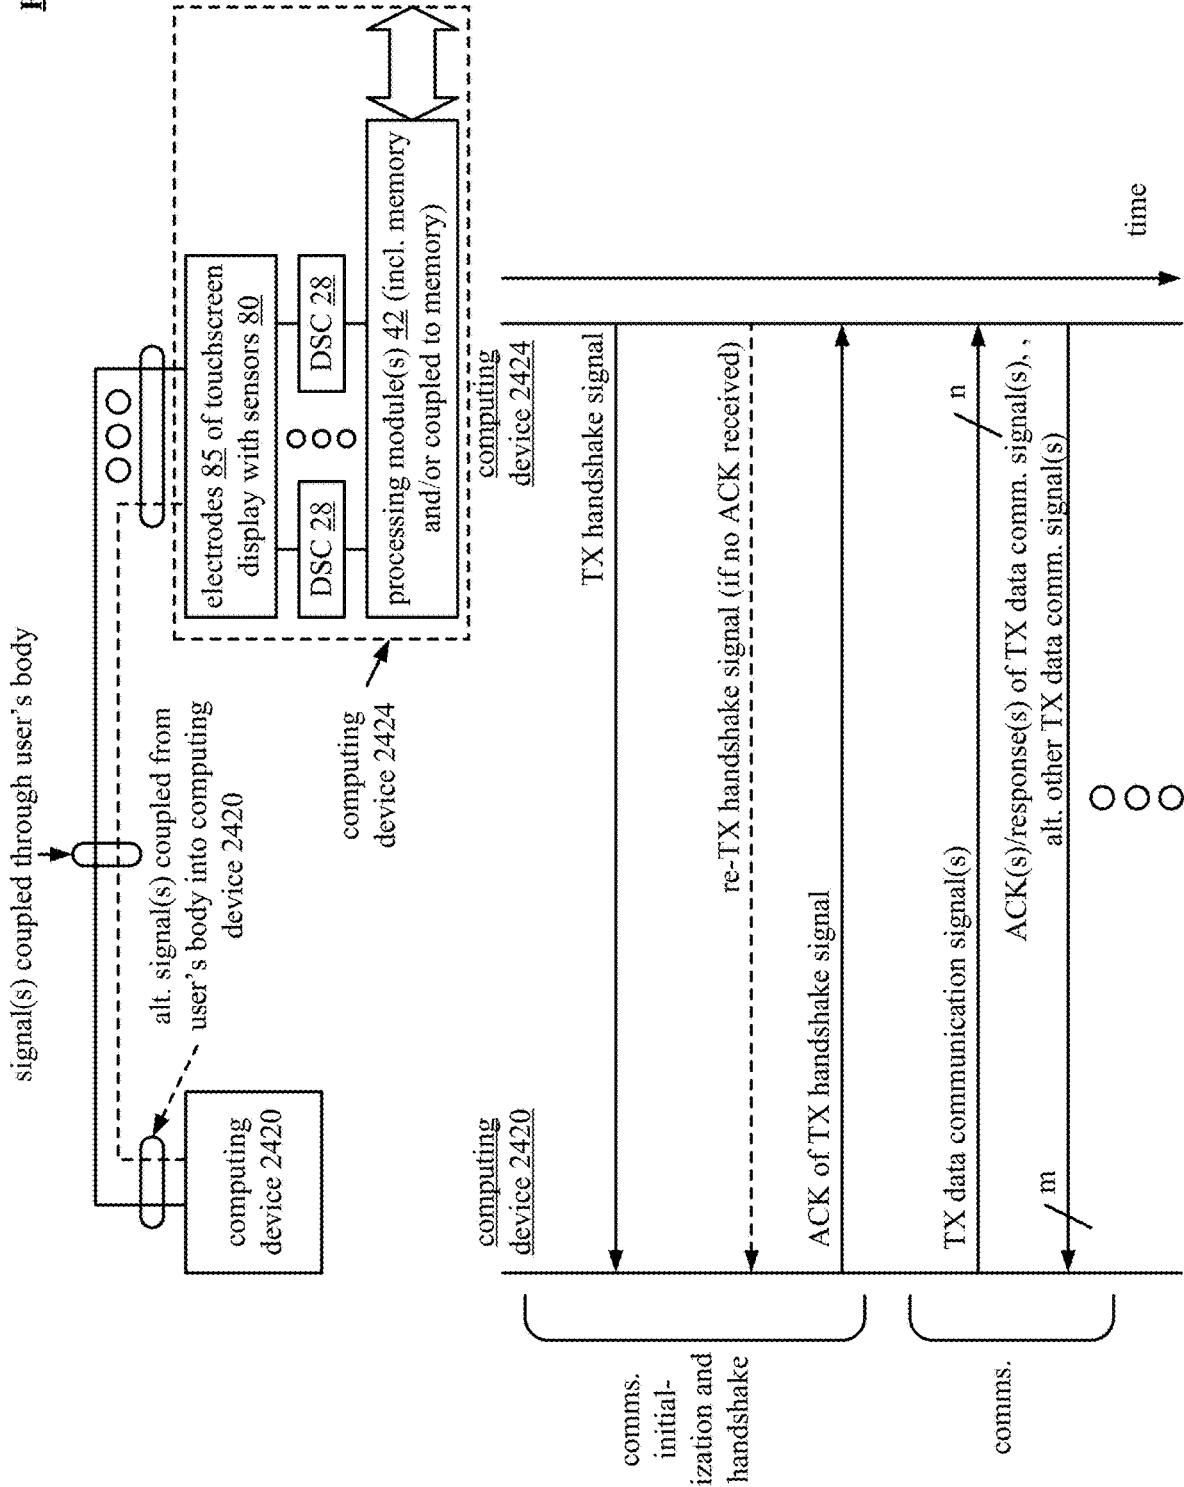 signal(s) coupled through user's body
alt. signal(s) coupled from
user's body into computing
device 2420
computing
device 2420
electrodes 85 of touchscreen
display with sensors 80
DSC 28
DSC 28
processing module(s) 42 (incl. memory
and/or coupled to memory)
computing
device 2424
computing
device 2420
computing
device 2424
TX handshake signal
re-TX handshake signal (if no ACK received)
ACK of TX handshake signal
TX data communication signal(s)
n
ACK(s)/response(s) of TX data comm. signal(s), ,
alt. other TX data comm. signal(s)
m
time
comms.
initial-
ization and
handshake
comms.